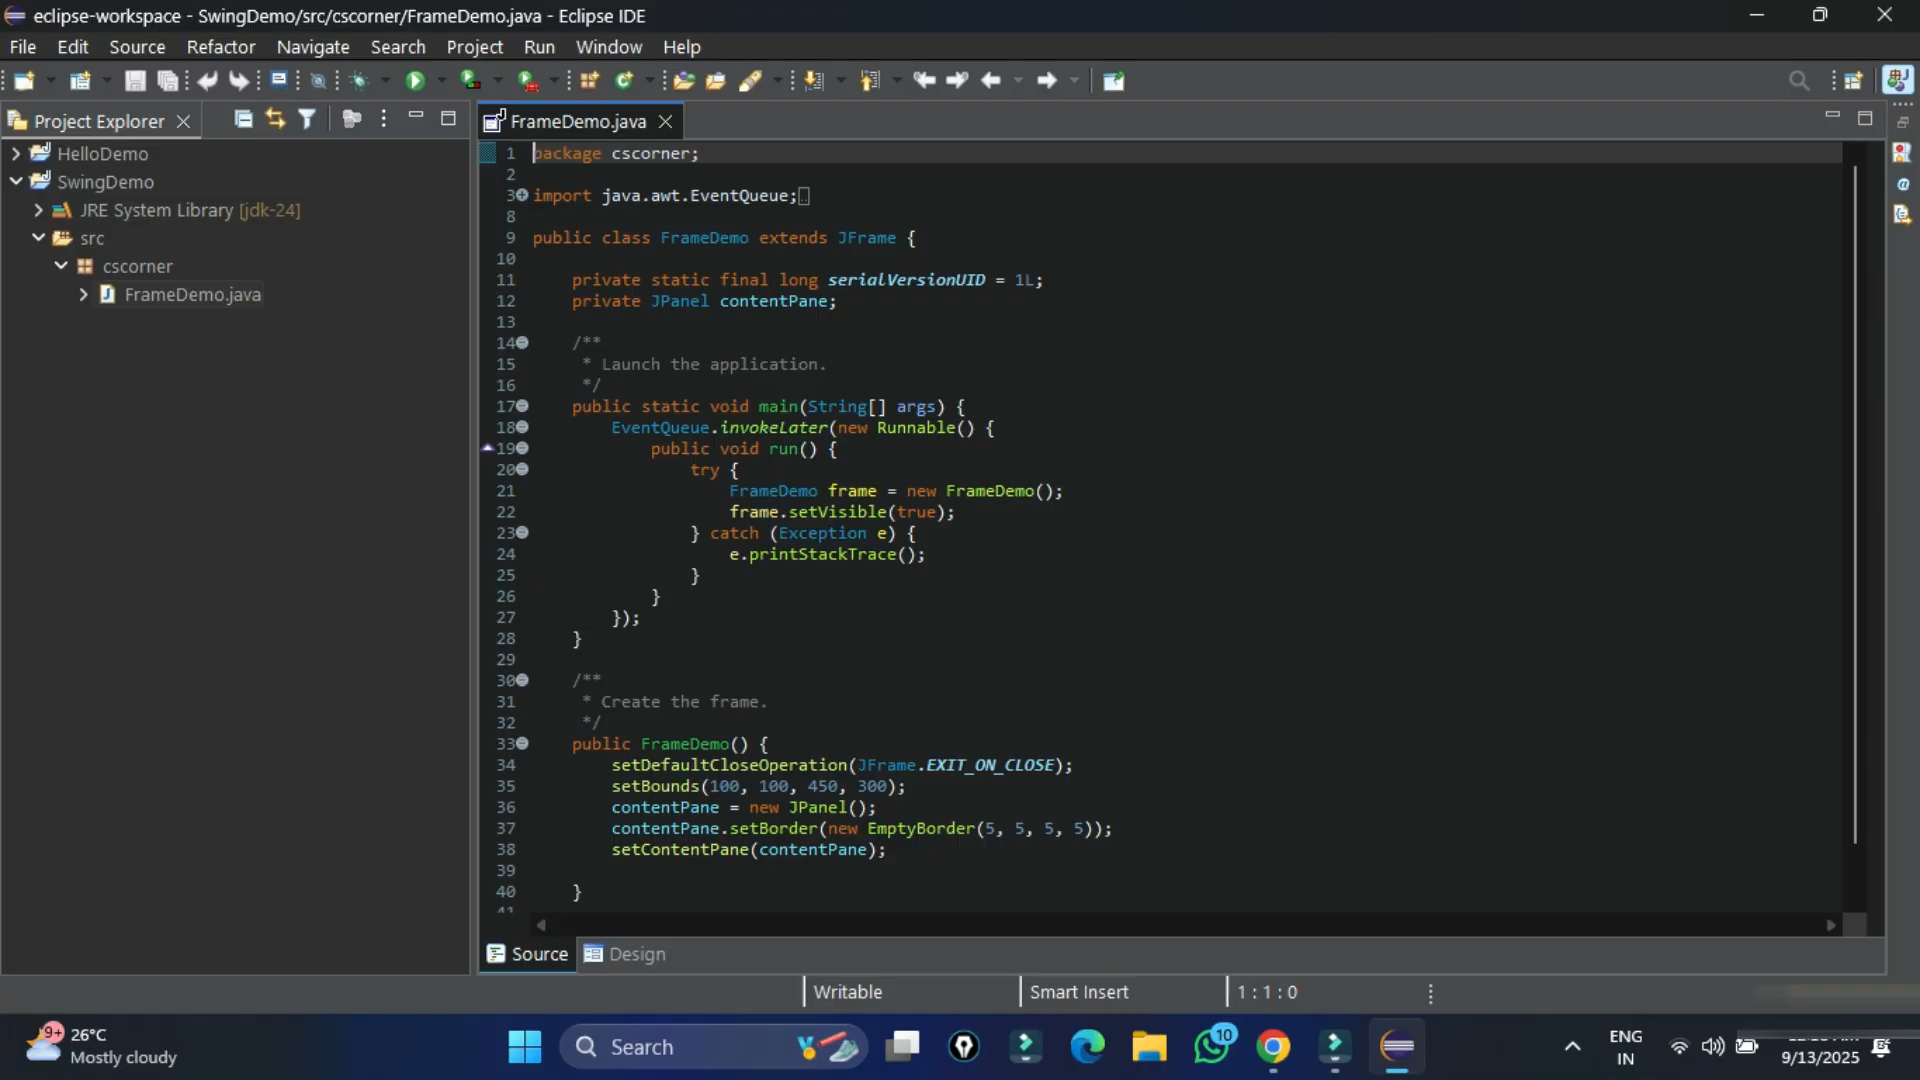 eclipse-workspace - SwingDemo/src/cscorner/FrameDemo.java - Eclipse IDE
File Edit Source Refactor Navigate Search Project Run Window Help
Project Explorer
HelloDemo
SwingDemo
JRE System Library [jdk-24]
src
cscorner
FrameDemo.java
FrameDemo.java
1 package cscorner;
2
3 import java.awt.EventQueue;
8
9 public class FrameDemo extends JFrame {
10
11 private static final long serialVersionUID = 1L;
12 private JPanel contentPane;
13
14 /**
15 * Launch the application.
16 */
17 public static void main(String[] args) {
18 EventQueue.invokeLater(new Runnable() {
19 public void run() {
20 try {
21 FrameDemo frame = new FrameDemo();
22 frame.setVisible(true);
23 } catch (Exception e) {
24 e.printStackTrace();
25 }
26 }
27 });
28 }
29
30 /**
31 * Create the frame.
32 */
33 public FrameDemo() {
34 setDefaultCloseOperation(JFrame.EXIT_ON_CLOSE);
35 setBounds(100, 100, 450, 300);
36 contentPane = new JPanel();
37 contentPane.setBorder(new EmptyBorder(5, 5, 5, 5));
38 setContentPane(contentPane);
39
40 }
41
Source Design
Writable Smart Insert 1 : 1 : 0
9+ 26°C
Mostly cloudy
Search
10
ENG
IN
9/13/2025